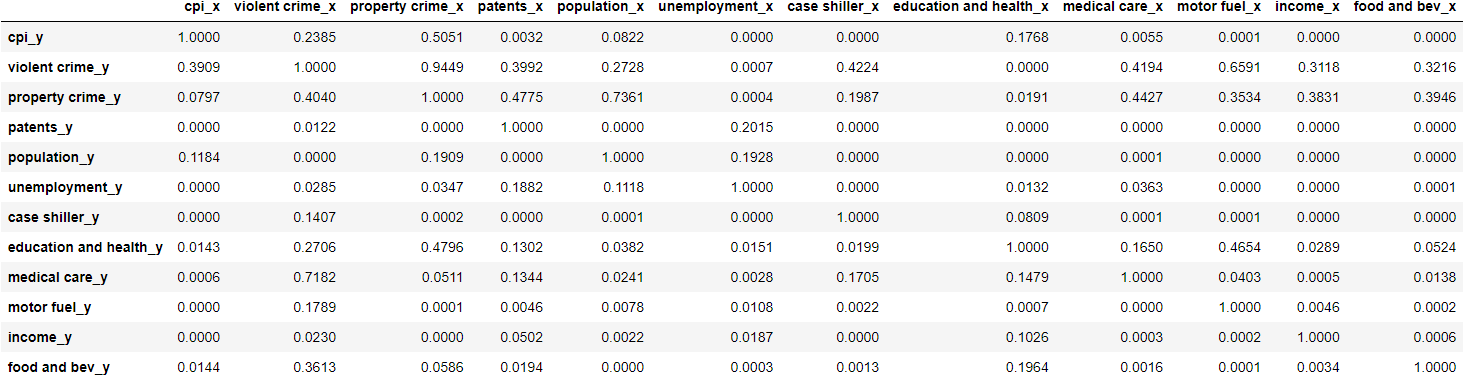 cpi_x violent crime_x property crime_x patents_x population_x unemployment_x case shiller_x education and health_x medical care_x motor fuel_x income_x food and bev_x
cpi_y 1.0000 0.2385 0.5051 0.0032 0.0822 0.0000 0.0000 0.1768 0.0055 0.0001 0.0000 0.0000
violent crime_y 0.3909 1.0000 0.9449 0.3992 0.2728 0.0007 0.4224 0.0000 0.4194 0.6591 0.3118 0.3216
property crime_y 0.0797 0.4040 1.0000 0.4775 0.7361 0.0004 0.1987 0.0191 0.4427 0.3534 0.3831 0.3946
patents_y 0.0000 0.0122 0.0000 1.0000 0.0000 0.2015 0.0000 0.0000 0.0000 0.0000 0.0000 0.0000
population_y 0.1184 0.0000 0.1909 0.0000 1.0000 0.1928 0.0000 0.0000 0.0001 0.0000 0.0000 0.0000
unemployment_y 0.0000 0.0285 0.0347 0.1882 0.1118 1.0000 0.0000 0.0132 0.0363 0.0000 0.0000 0.0001
case shiller_y 0.0000 0.1407 0.0002 0.0000 0.0001 0.0000 1.0000 0.0809 0.0001 0.0001 0.0000 0.0000
education and health_y 0.0143 0.2706 0.4796 0.1302 0.0382 0.0151 0.0199 1.0000 0.1650 0.4654 0.0289 0.0524
medical care_y 0.0006 0.7182 0.0511 0.1344 0.0241 0.0028 0.1705 0.1479 1.0000 0.0403 0.0005 0.0138
motor fuel_y 0.0000 0.1789 0.0001 0.0046 0.0078 0.0108 0.0022 0.0007 0.0000 1.0000 0.0046 0.0002
income_y 0.0000 0.0230 0.0000 0.0502 0.0022 0.0187 0.0000 0.1026 0.0003 0.0002 1.0000 0.0006
food and bev_y 0.0144 0.3613 0.0586 0.0194 0.0000 0.0003 0.0013 0.1964 0.0016 0.0001 0.0034 1.0000